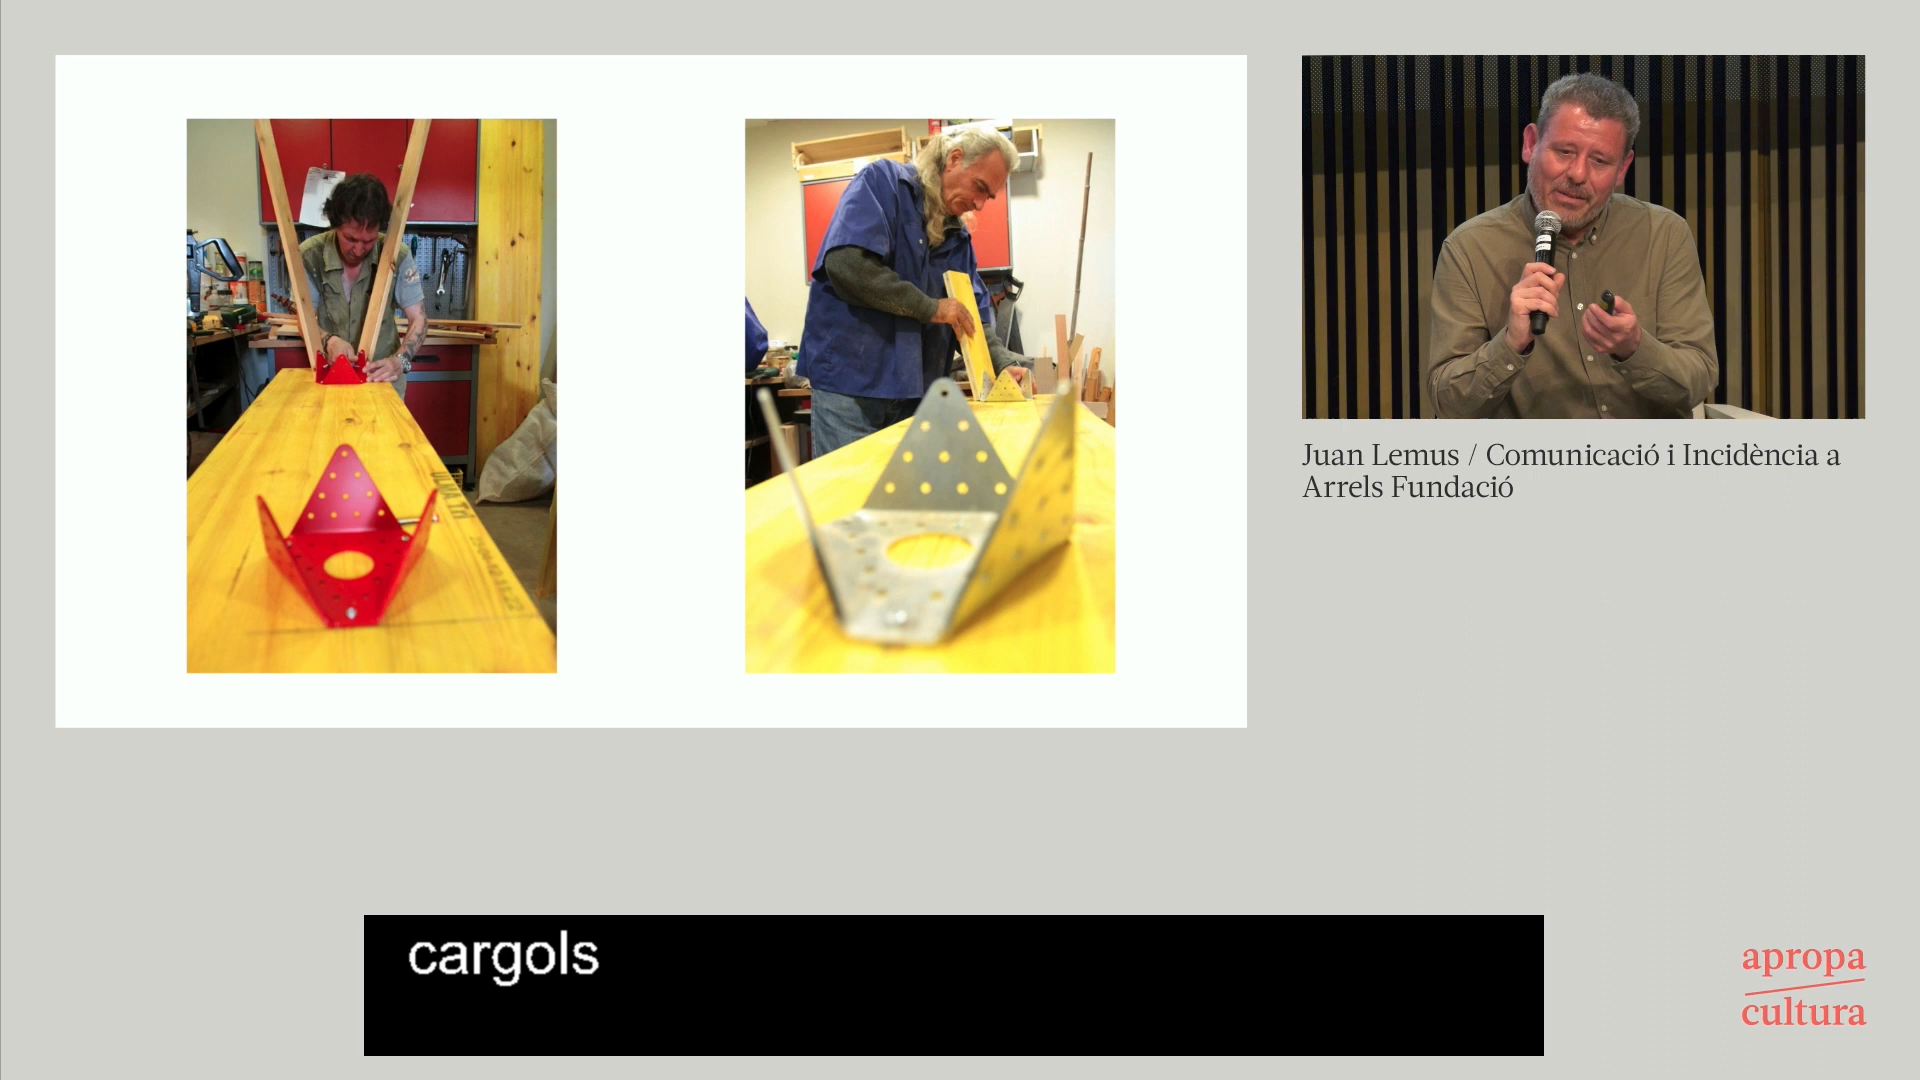 Juan Lemus / Comunicació i Incidència a
Arrels Fundació
cargols
apropa
cultura